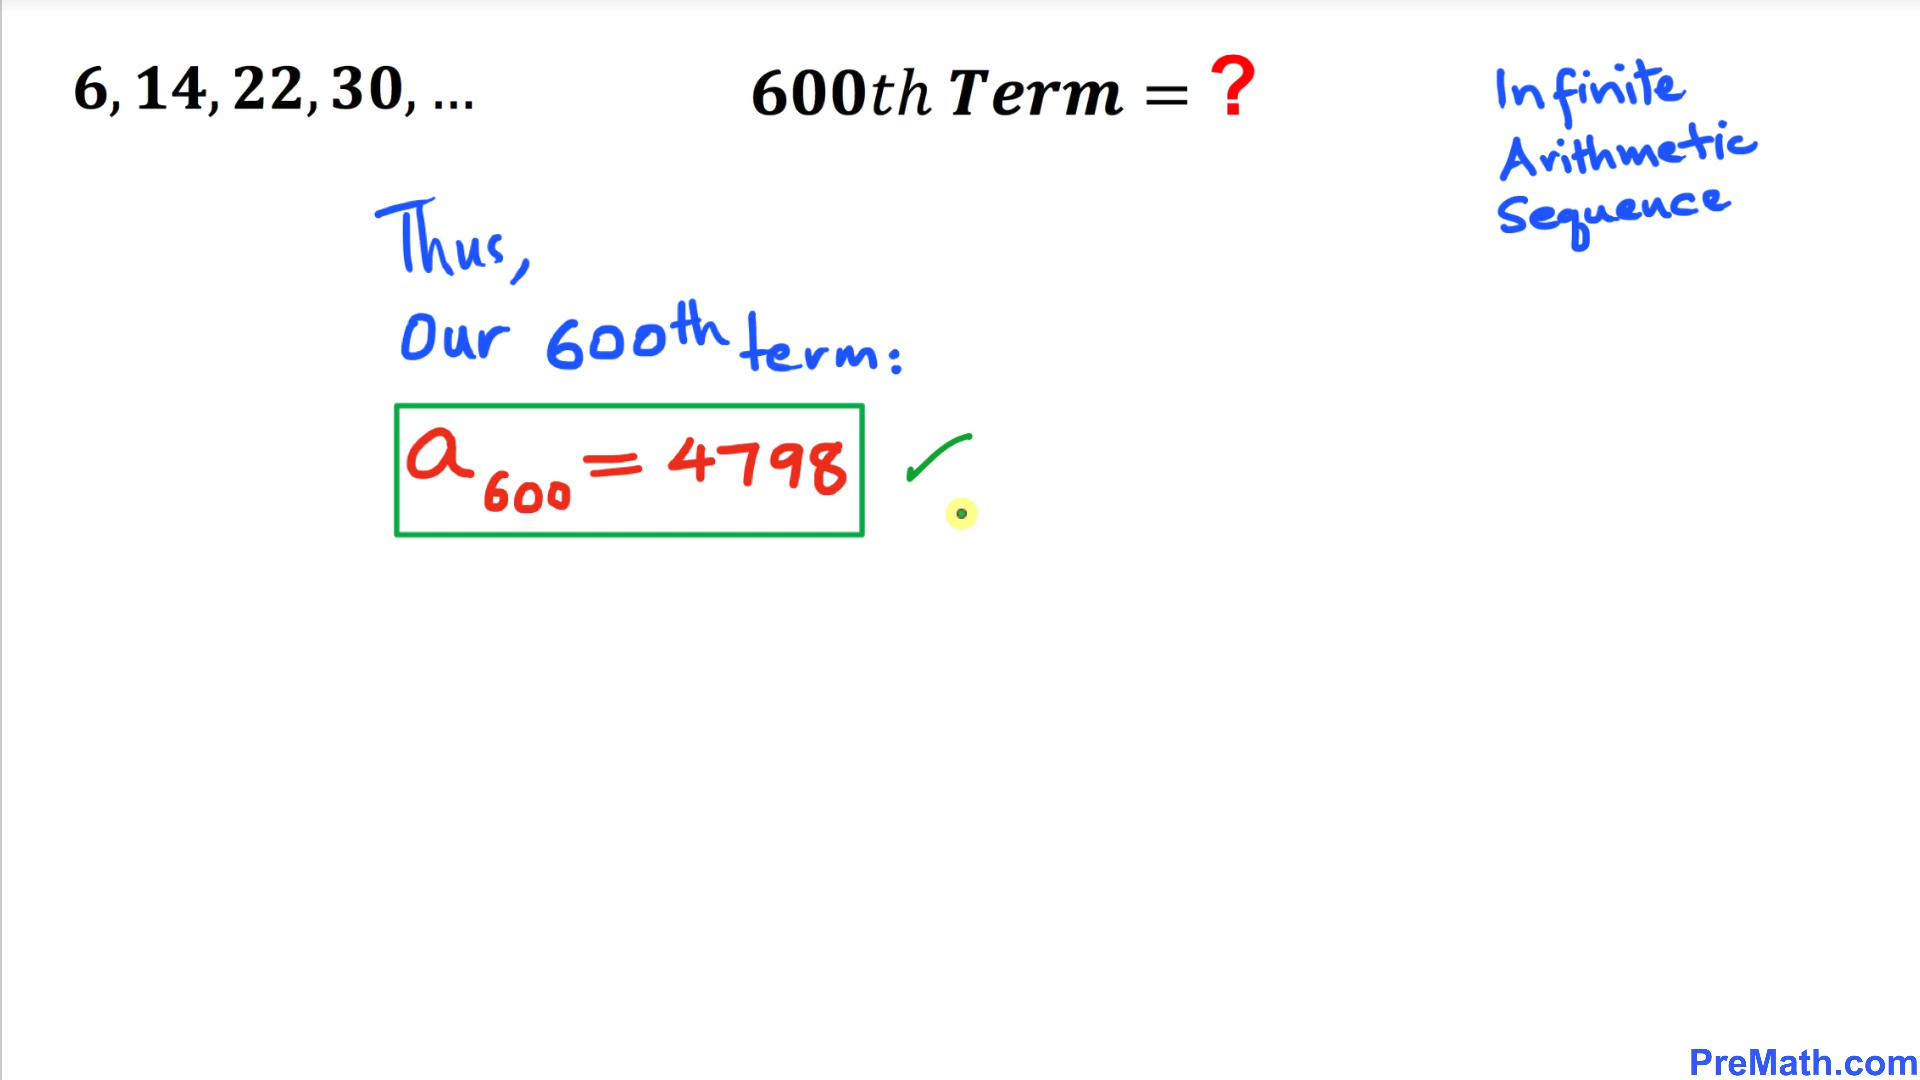 6, 14, 22, 30, ...
600th Term = ?
Infinite
Arithmetic
Sequence
Thus,
Our 600th term:
a600 = 4798 ✓
PreMath.com